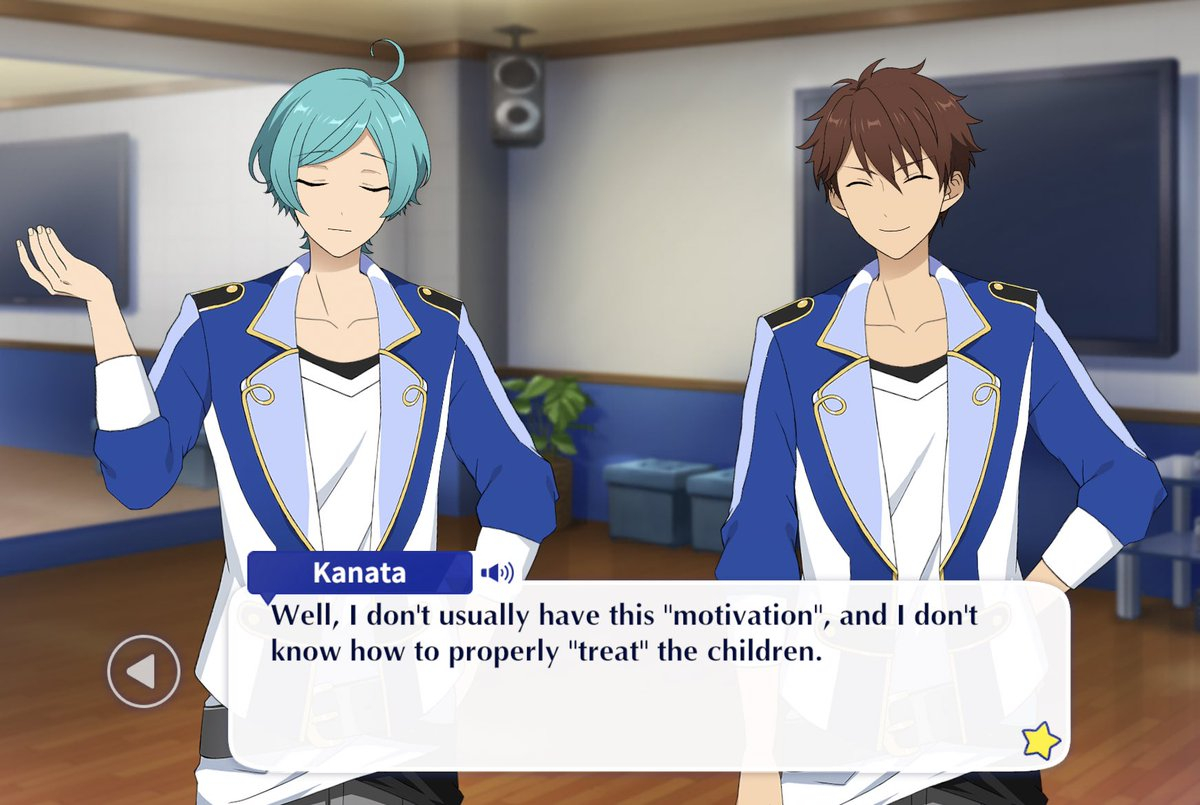 Kanata
Well, I don't usually have this "motivation", and I don't
know how to properly "treat" the children.